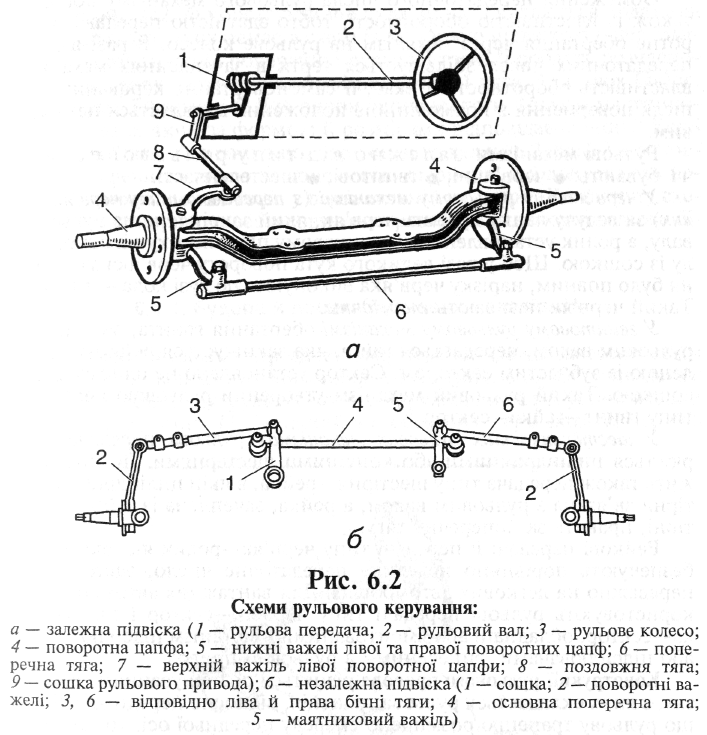 2 3
1
9
8
7
4
4
5
5
6
а
3 4 5 6
2
1
2
б
Рис. 6.2
Схеми рульового керування:
а — залежна підвіска (1 — рульова передача; 2 — рульовий вал; 3 — рульове колесо;
4 — поворотна цапфа; 5 — нижні важелі лівої та правої поворотних цапф; 6 — попе-
речна тяга; 7 — верхній важіль лівої поворотної цапфи; 8 — поздовжня тяга;
9 — сошка рульового привода); б — незалежна підвіска (1 — сошка; 2 — поворотні ва-
желі; 3, 6 — відповідно ліва й права бічні тяги; 4 — основна поперечна тяга;
5 — маятниковий важіль)